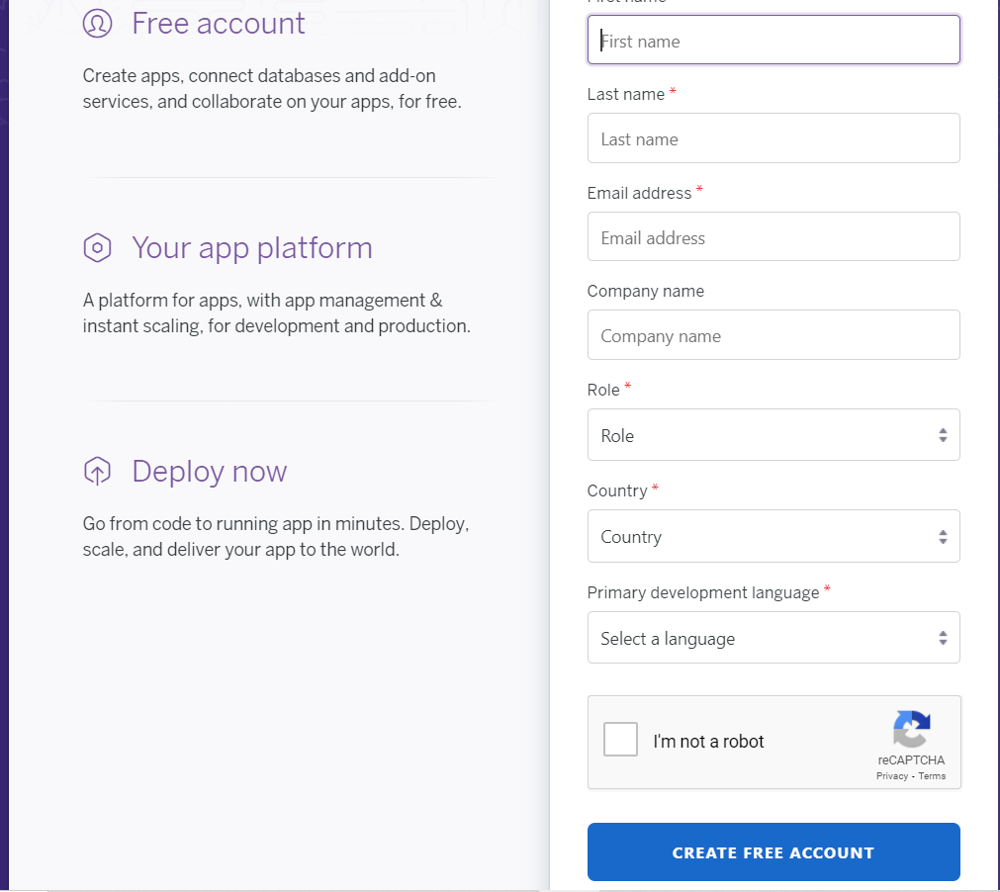 Free account
Create apps, connect databases and add-on
services, and collaborate on your apps, for free.
Your app platform
A platform for apps, with app management &
instant scaling, for development and production.
Deploy now
Go from code to running app in minutes. Deploy,
scale, and deliver your app to the world.
First name
First name
Last name *
Last name
Email address *
Email address
Company name
Company name
Role *
Role
Country *
Country
Primary development language *
Select a language
I'm not a robot
reCAPTCHA
Privacy - Terms
CREATE FREE ACCOUNT